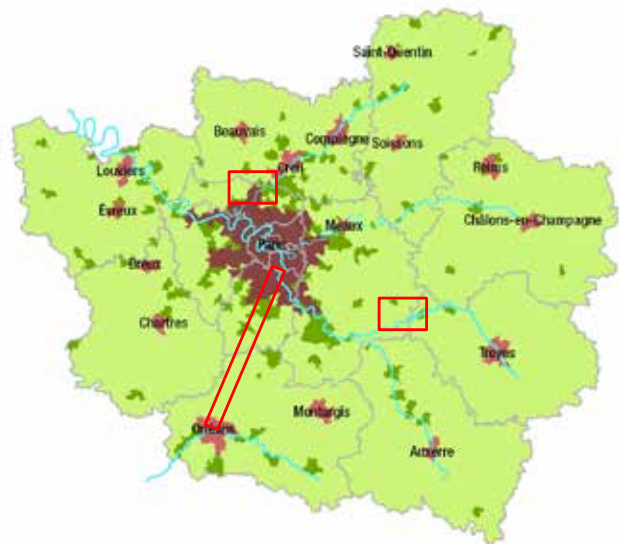 Saint-Quentin
Beauvais
Compiègne
Soissons
Creil
Louviers
Reims
Évreux
Meaux
Châlons-en-Champagne
Paris
Dreux
Chartres
Troyes
Montargis
Orléans
Auxerre